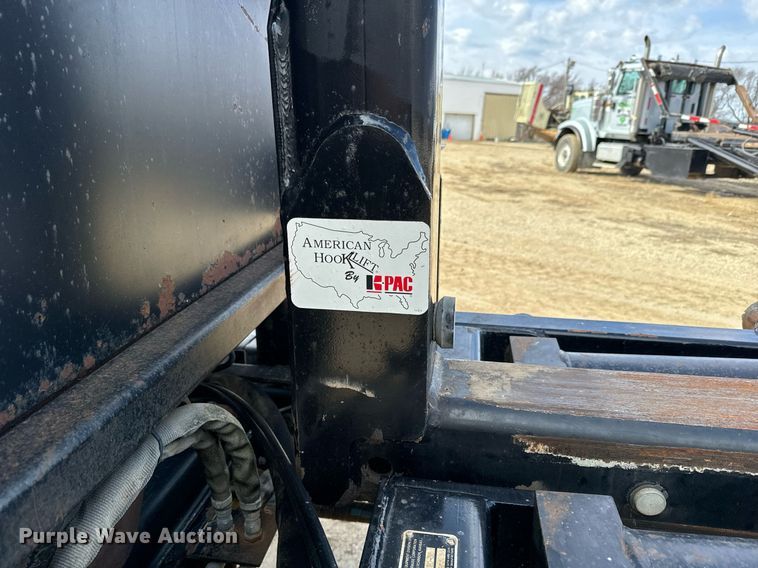 AMERICAN
HOOKLIFT
By K-PAC
Purple Wave Auction